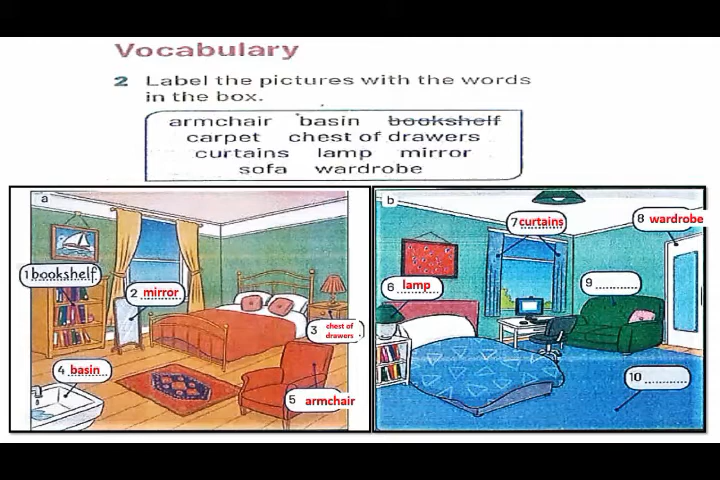 Vocabulary
2 Label the pictures with the words
in the box.
armchair basin bookshelf
carpet chest of drawers
curtains lamp mirror
sofa wardrobe
a
1 bookshelf
2 mirror
3 chest of
drawers
4 basin
5 armchair
b
6 lamp
7 curtains
8 wardrobe
9 ............
10 ............